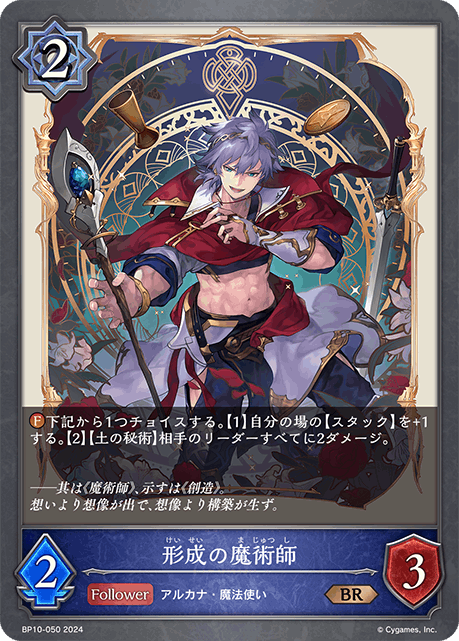 2
F下記から1つチョイスする。【1】自分の場の【スタック】を+1
する。【2】【土の秘術】相手のリーダーすべてに2ダメージ。
──其は《魔術師》、示すは《創造》。
想いより想像が出で、想像より構築が生ず。
けい せい ま じゅつ し
形成の魔術師
2
Follower アルカナ・魔法使い
BR
3
BP10-050 2024
© Cygames, Inc.